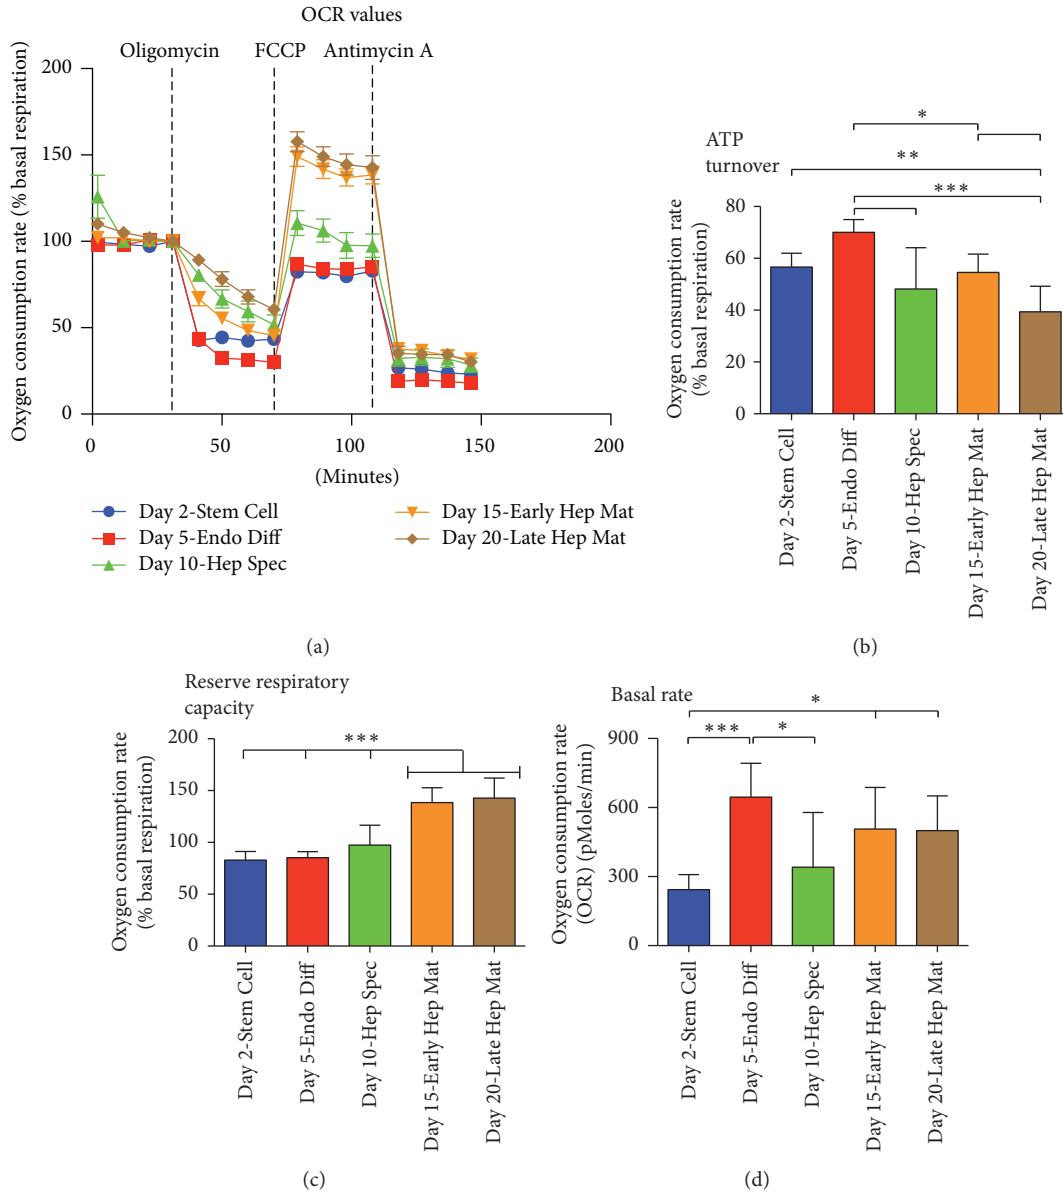 OCR values
Oligomycin FCCP Antimycin A
Oxygen consumption rate (% basal respiration)
200
150
100
50
0
0 50 100 150 200
(Minutes)
Day 2-Stem Cell
Day 5-Endo Diff
Day 10-Hep Spec
Day 15-Early Hep Mat
Day 20-Late Hep Mat
(a)
ATP
turnover
*
**
***
Oxygen consumption rate
(% basal respiration)
80
60
40
20
0
Day 2-Stem Cell
Day 5-Endo Diff
Day 10-Hep Spec
Day 15-Early Hep Mat
Day 20-Late Hep Mat
(b)
Reserve respiratory
capacity
***
Oxygen consumption rate
(% basal respiration)
200
150
100
50
0
Day 2-Stem Cell
Day 5-Endo Diff
Day 10-Hep Spec
Day 15-Early Hep Mat
Day 20-Late Hep Mat
(c)
Basal rate
*
*** *
Oxygen consumption rate
(OCR) (pMoles/min)
900
600
300
0
Day 2-Stem Cell
Day 5-Endo Diff
Day 10-Hep Spec
Day 15-Early Hep Mat
Day 20-Late Hep Mat
(d)